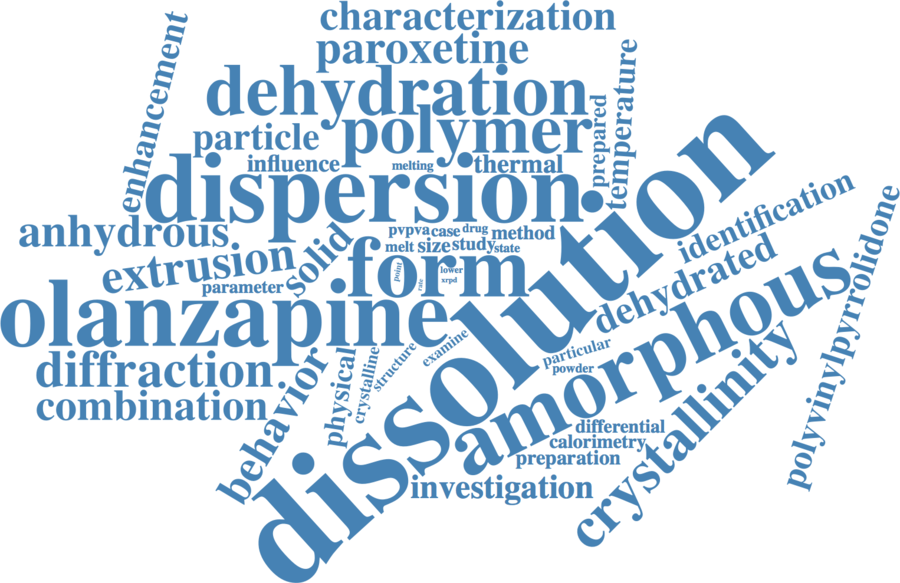 characterization
paroxetine
enhancement
dehydration
temperature
polymer
prepared
particle
influence
melting
thermal
dispersion
anhydrous
pvpva
case
drug
method
melt
size
study
state
identification
polyvinylpyrrolidone
extrusion
solid
parameter
form
point
rate
lower
xrpd
dissolution
dehydrated
amorphous
olanzapine
diffraction
combination
behavior
physical
crystalline
structure
examine
particular
powder
crystallinity
differential
calorimetry
preparation
investigation